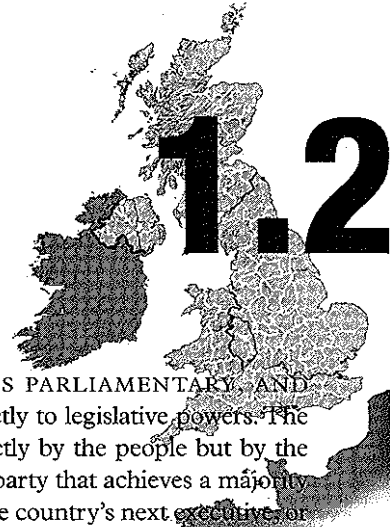 1.2
S PARLIAMENTARY, AND
etly to legislative powers. The
ctly by the people but by the
party that achieves a majority
e country's next executive, or